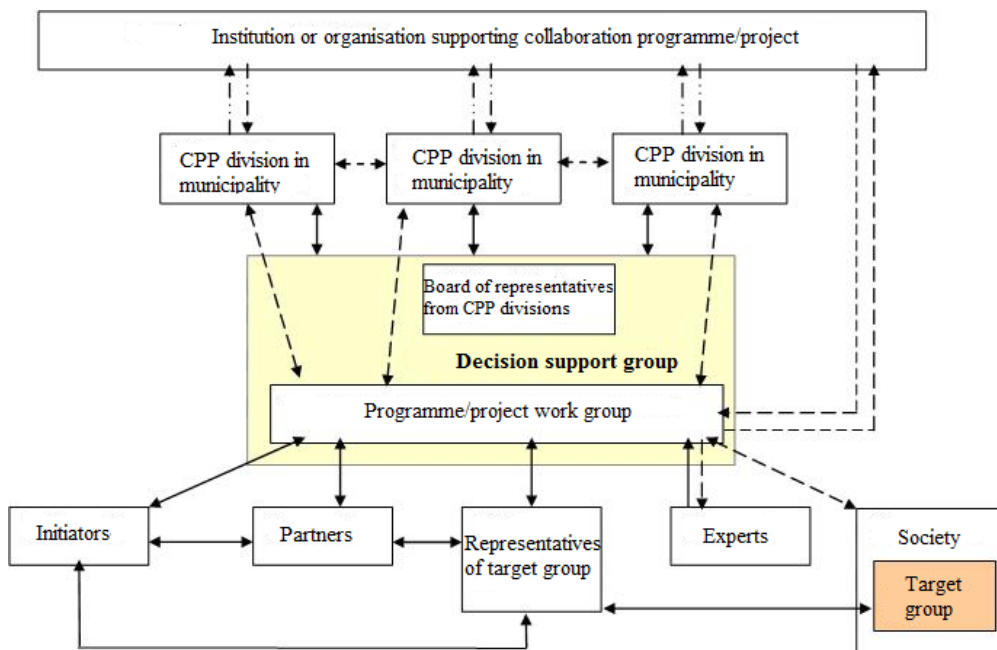 Institution or organisation supporting collaboration programme/project
CPP division in
municipality
CPP division in
municipality
CPP division in
municipality
Board of representatives
from CPP divisions
Decision support group
Programme/project work group
Initiators
Partners
Representatives
of target group
Experts
Society
Target
group